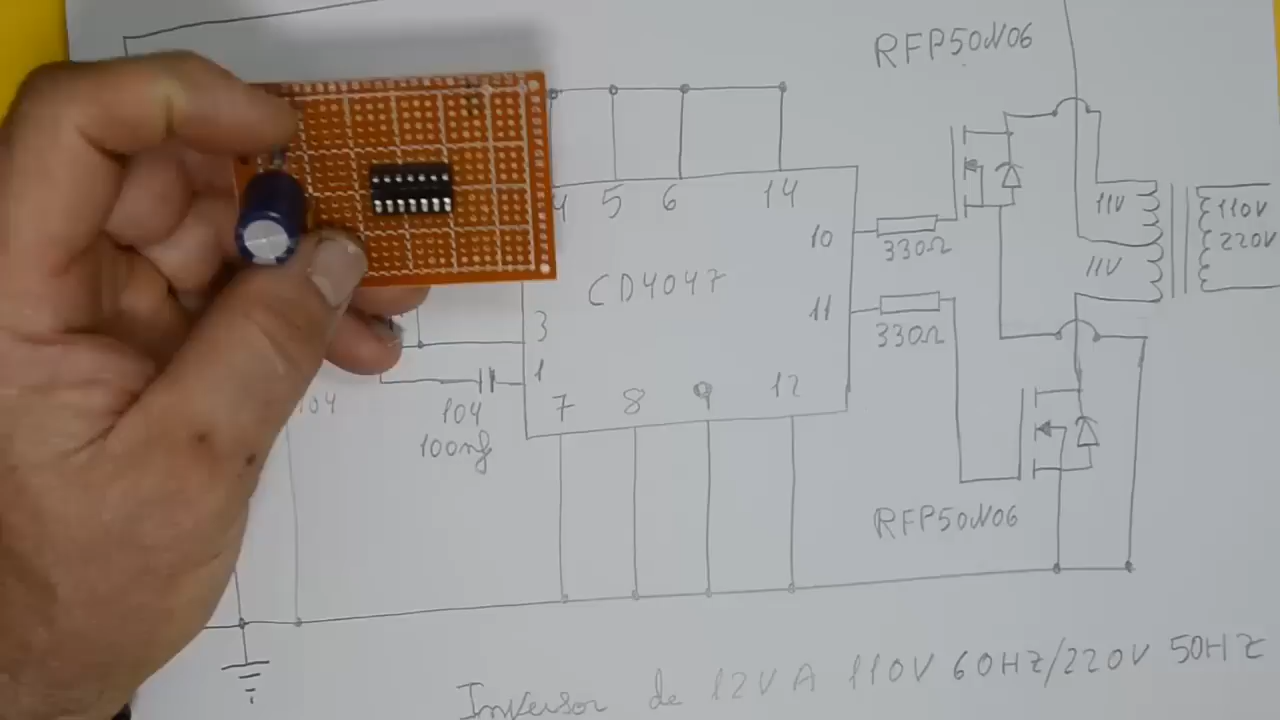 RFP50N06
4 5 6 14
10
330Ω
11V
110V
220V
11V
CD4047
11
330Ω
3
1
104
104
100nf
7 8 9 12
RFP50N06
Inversor de 12V A 110V 60HZ/220V 50HZ